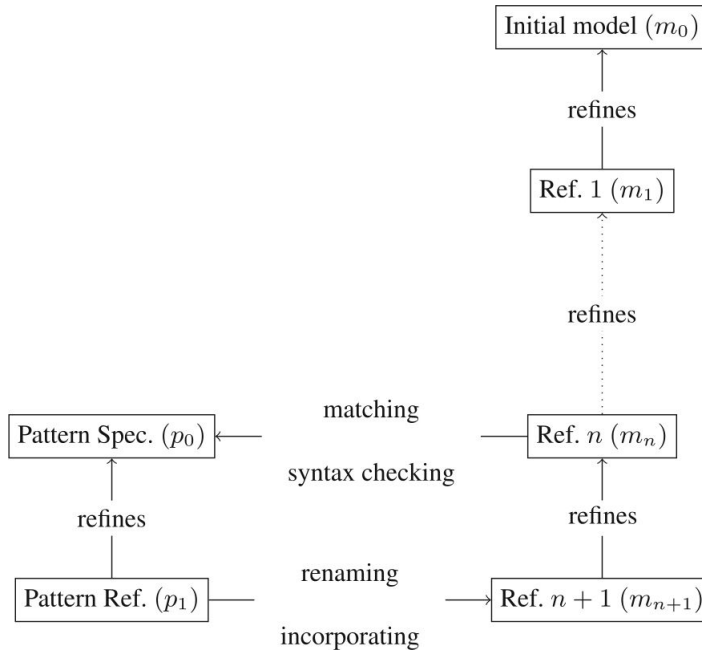 Initial model (m₀)
refines
Ref. 1 (m₁)
refines
matching
Pattern Spec. (p₀)
Ref. n (mₙ)
syntax checking
refines
refines
renaming
Pattern Ref. (p₁)
Ref. n + 1 (mₙ₊₁)
incorporating